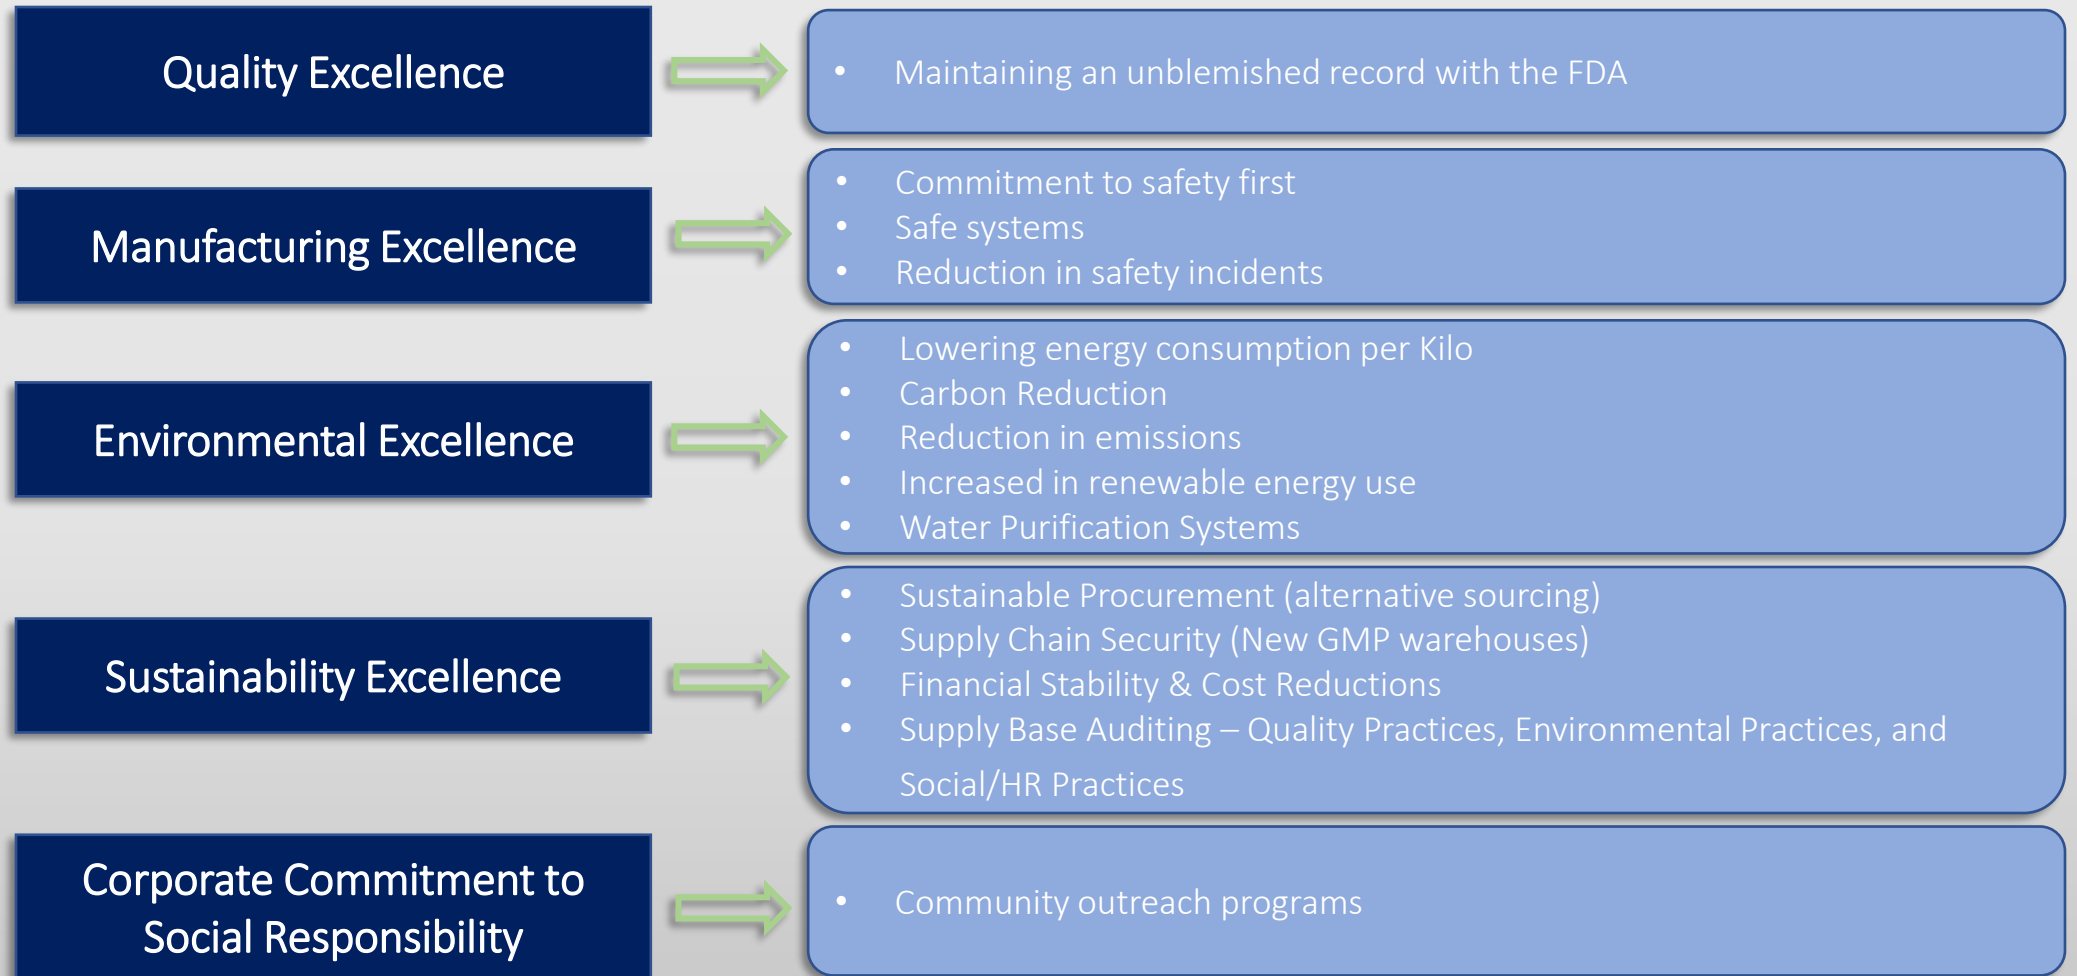 Quality Excellence
• Maintaining an unblemished record with the FDA
Manufacturing Excellence
• Commitment to safety first
• Safe systems
• Reduction in safety incidents
Environmental Excellence
• Lowering energy consumption per Kilo
• Carbon Reduction
• Reduction in emissions
• Increased in renewable energy use
• Water Purification Systems
Sustainability Excellence
• Sustainable Procurement (alternative sourcing)
• Supply Chain Security (New GMP warehouses)
• Financial Stability & Cost Reductions
• Supply Base Auditing – Quality Practices, Environmental Practices, and
Social/HR Practices
Corporate Commitment to
Social Responsibility
• Community outreach programs